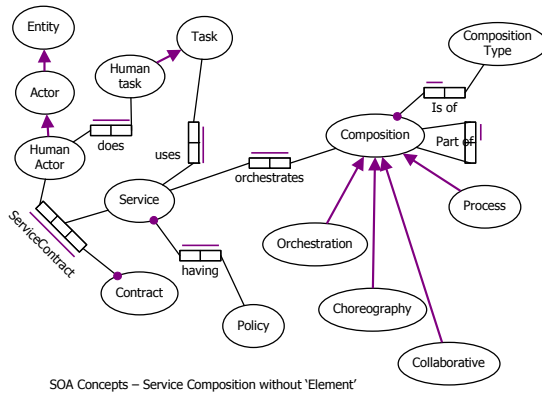 Entity
Task
Composition
Type
Human
task
Actor
Is of
does
Human
Actor
uses
Composition
Part of
orchestrates
Service
Process
ServiceContract
Orchestration
having
Contract
Choreography
Policy
Collaborative
SOA Concepts – Service Composition without ‘Element’